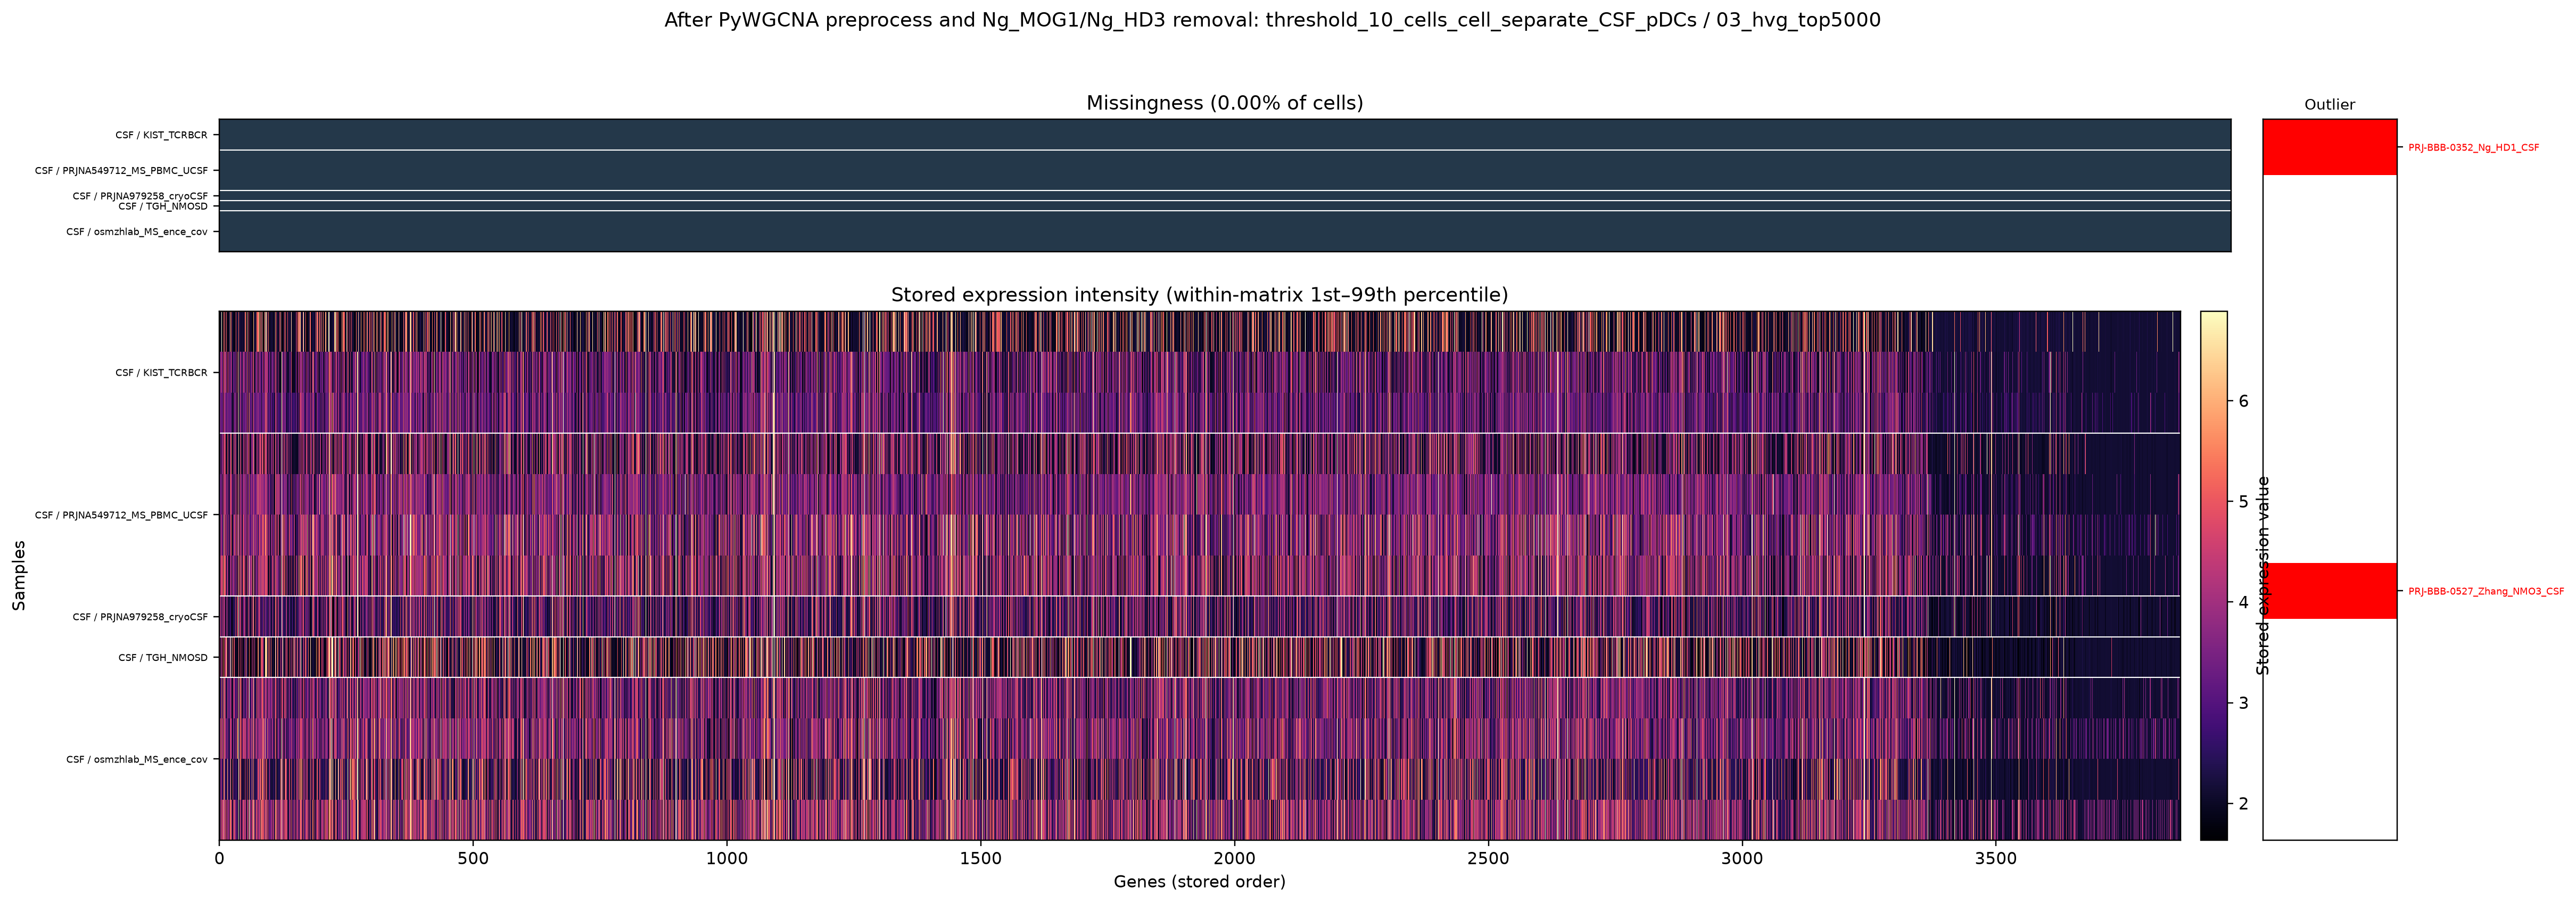 After PyWGCNA preprocess and Ng_MOG1/Ng_HD3 removal: threshold_10_cells_cell_separate_CSF_pDCs / 03_hvg_top5000
Missingness (0.00% of cells)
Outlier
CSF / KIST_TCRBCR
CSF / PRJNA549712_MS_PBMC_UCSF
CSF / PRJNA979258_cryoCSF
CSF / TGH_NMOSD
CSF / osmzhlab_MS_ence_cov
PRJ-BBB-0352_Ng_HD1_CSF
Stored expression intensity (within-matrix 1st–99th percentile)
Samples
CSF / KIST_TCRBCR
CSF / PRJNA549712_MS_PBMC_UCSF
CSF / PRJNA979258_cryoCSF
CSF / TGH_NMOSD
CSF / osmzhlab_MS_ence_cov
6
5
4
3
2
Stored expression value
PRJ-BBB-0527_Zhang_NMO3_CSF
0 500 1000 1500 2000 2500 3000 3500
Genes (stored order)